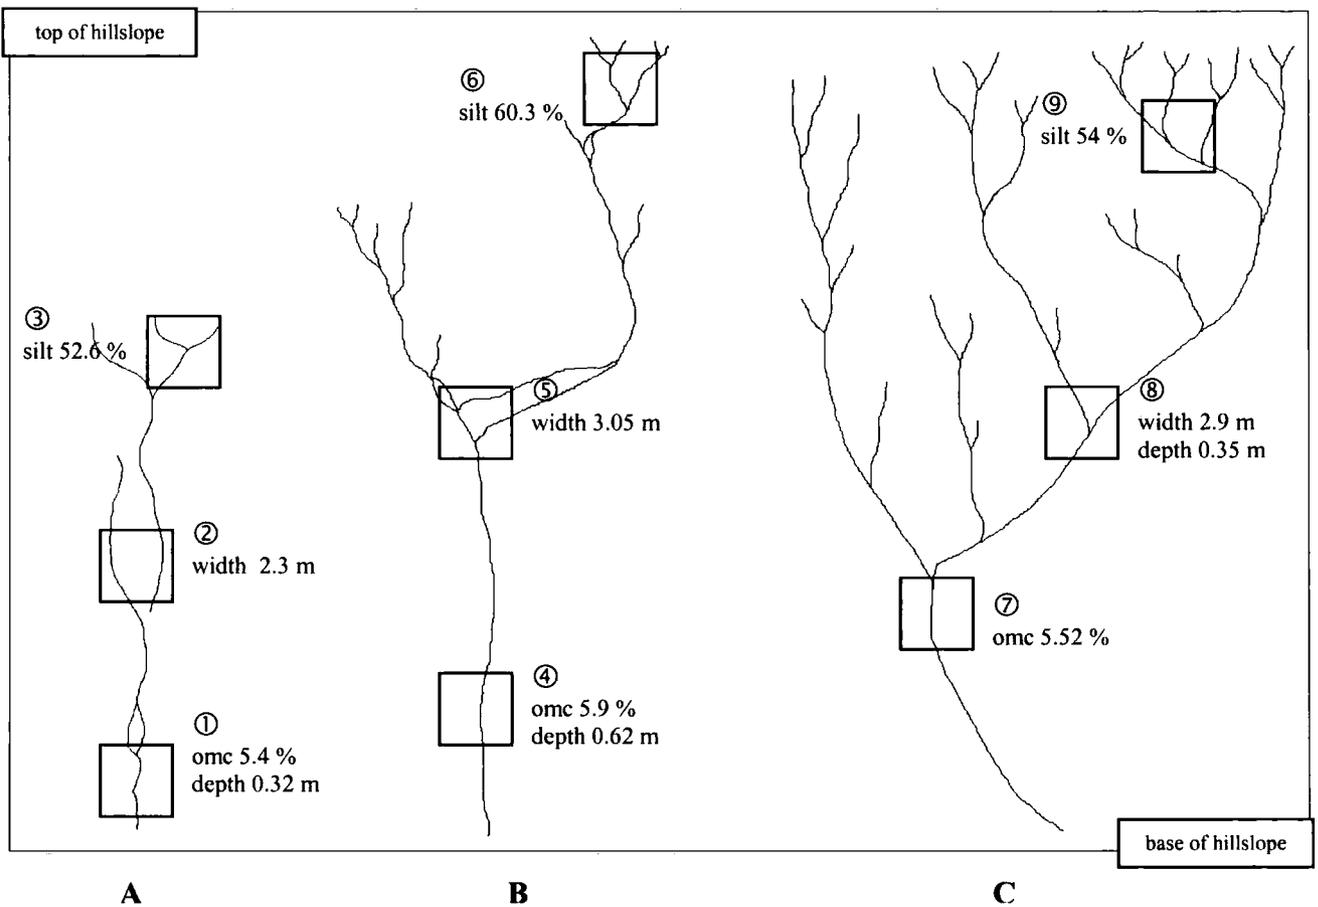 top of hillslope
⑥
silt 60.3 %
⑨
silt 54 %
③
silt 52.6 %
⑤
width 3.05 m
⑧
width 2.9 m
depth 0.35 m
②
width 2.3 m
⑦
omc 5.52 %
④
omc 5.9 %
depth 0.62 m
①
omc 5.4 %
depth 0.32 m
base of hillslope
A
B
C